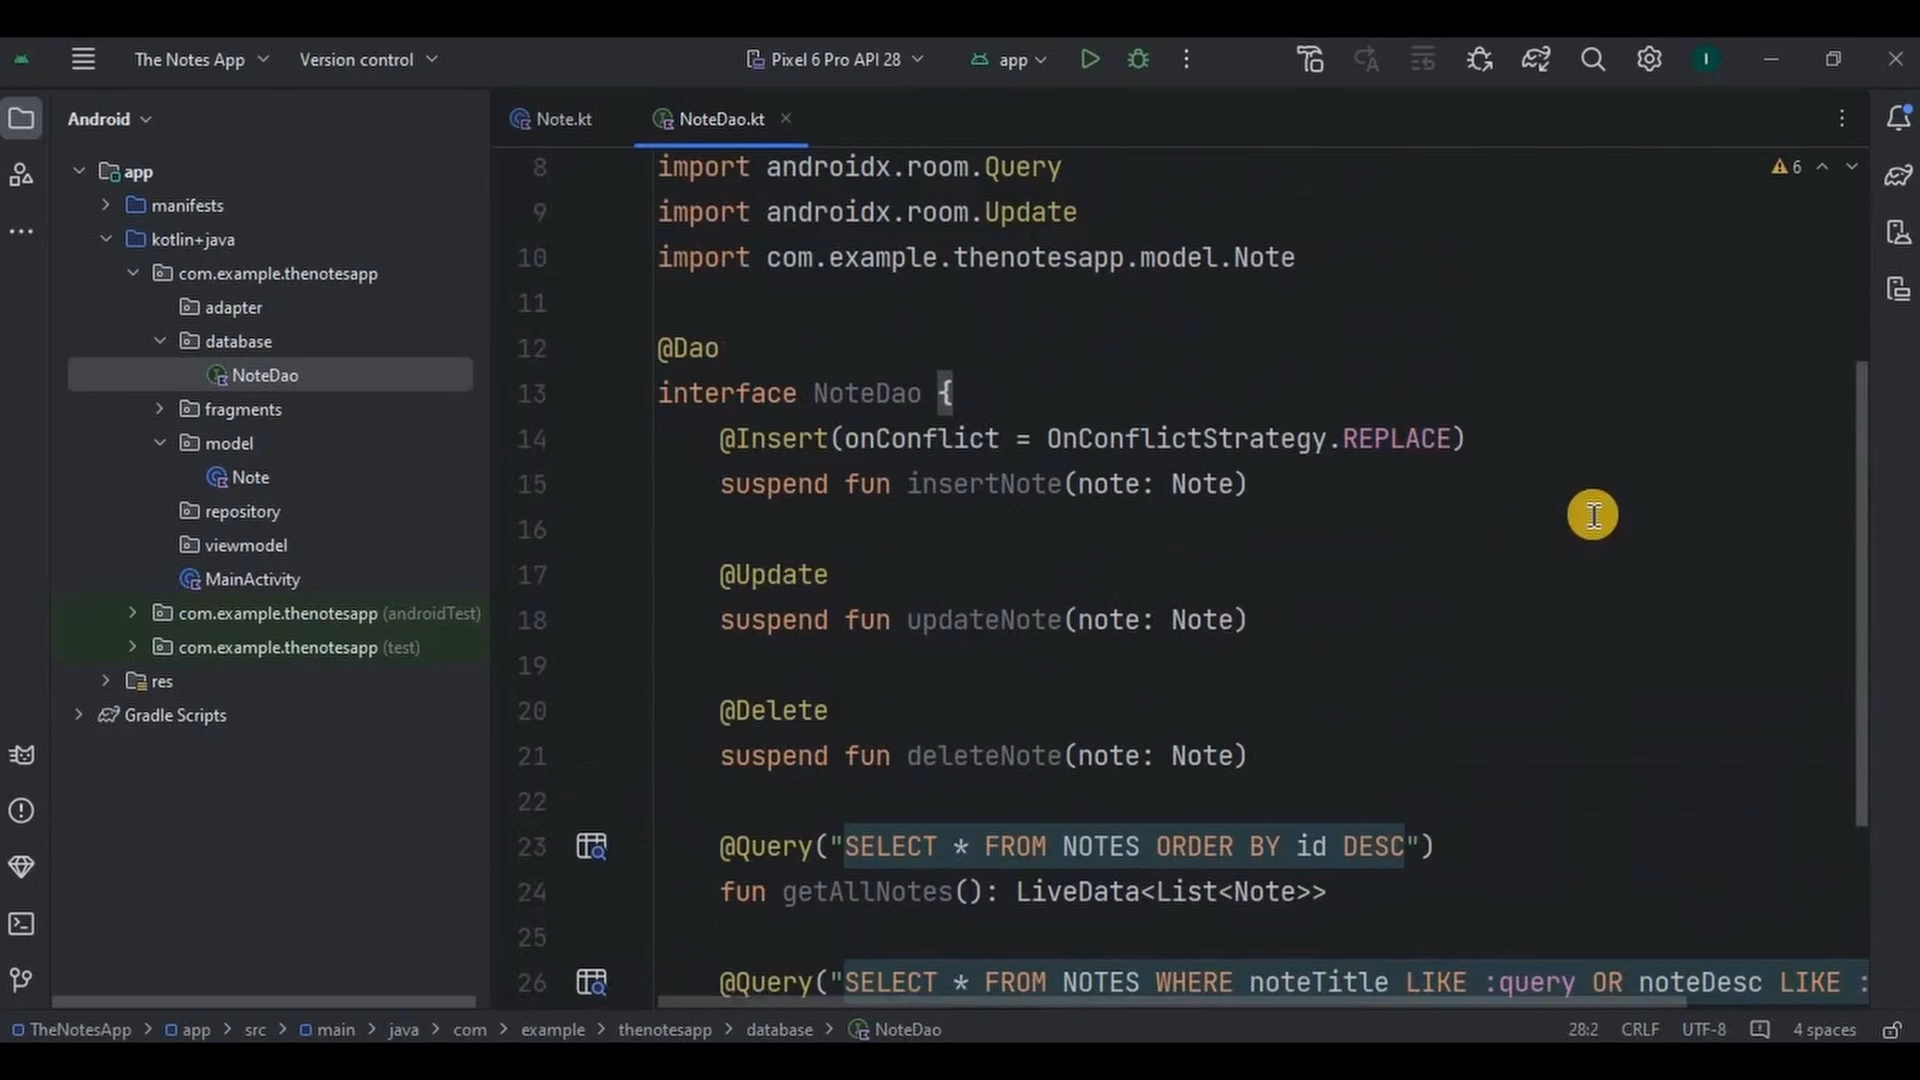 The Notes App
Version control
Pixel 6 Pro API 28
app
I
Android
Note.kt
NoteDao.kt
app
manifests
kotlin+java
com.example.thenotesapp
adapter
database
NoteDao
fragments
model
Note
repository
viewmodel
MainActivity
com.example.thenotesapp (androidTest)
com.example.thenotesapp (test)
res
Gradle Scripts
6
8 import androidx.room.Query
9 import androidx.room.Update
10 import com.example.thenotesapp.model.Note
11
12 @Dao
13 interface NoteDao {
14 @Insert(onConflict = OnConflictStrategy.REPLACE)
15 suspend fun insertNote(note: Note)
16
17 @Update
18 suspend fun updateNote(note: Note)
19
20 @Delete
21 suspend fun deleteNote(note: Note)
22
23 @Query("SELECT * FROM NOTES ORDER BY id DESC")
24 fun getAllNotes(): LiveData<List<Note>>
25
26 @Query("SELECT * FROM NOTES WHERE noteTitle LIKE :query OR noteDesc LIKE :
TheNotesApp > app > src > main > java > com > example > thenotesapp > database > NoteDao
28:2 CRLF UTF-8 4 spaces